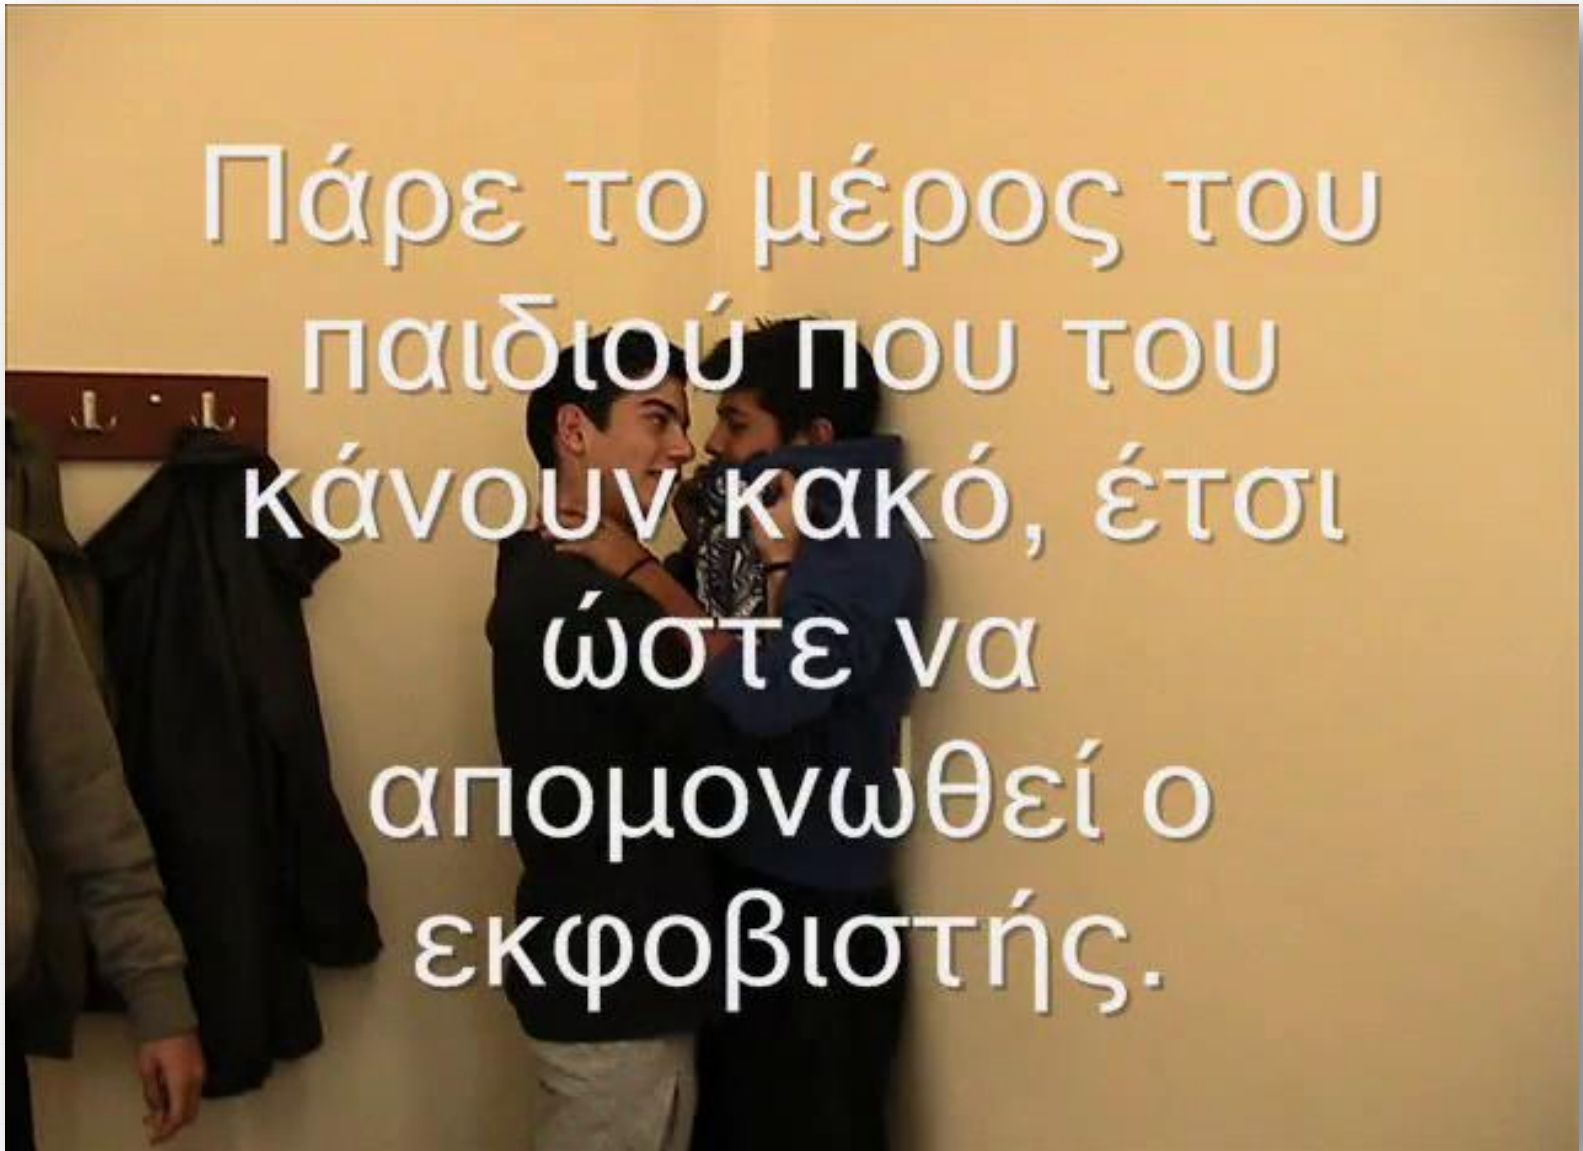 Πάρε το μέρος του
παιδιού που του
κάνουν κακό, έτσι
ώστε να
απομονωθεί ο
εκφοβιστής.